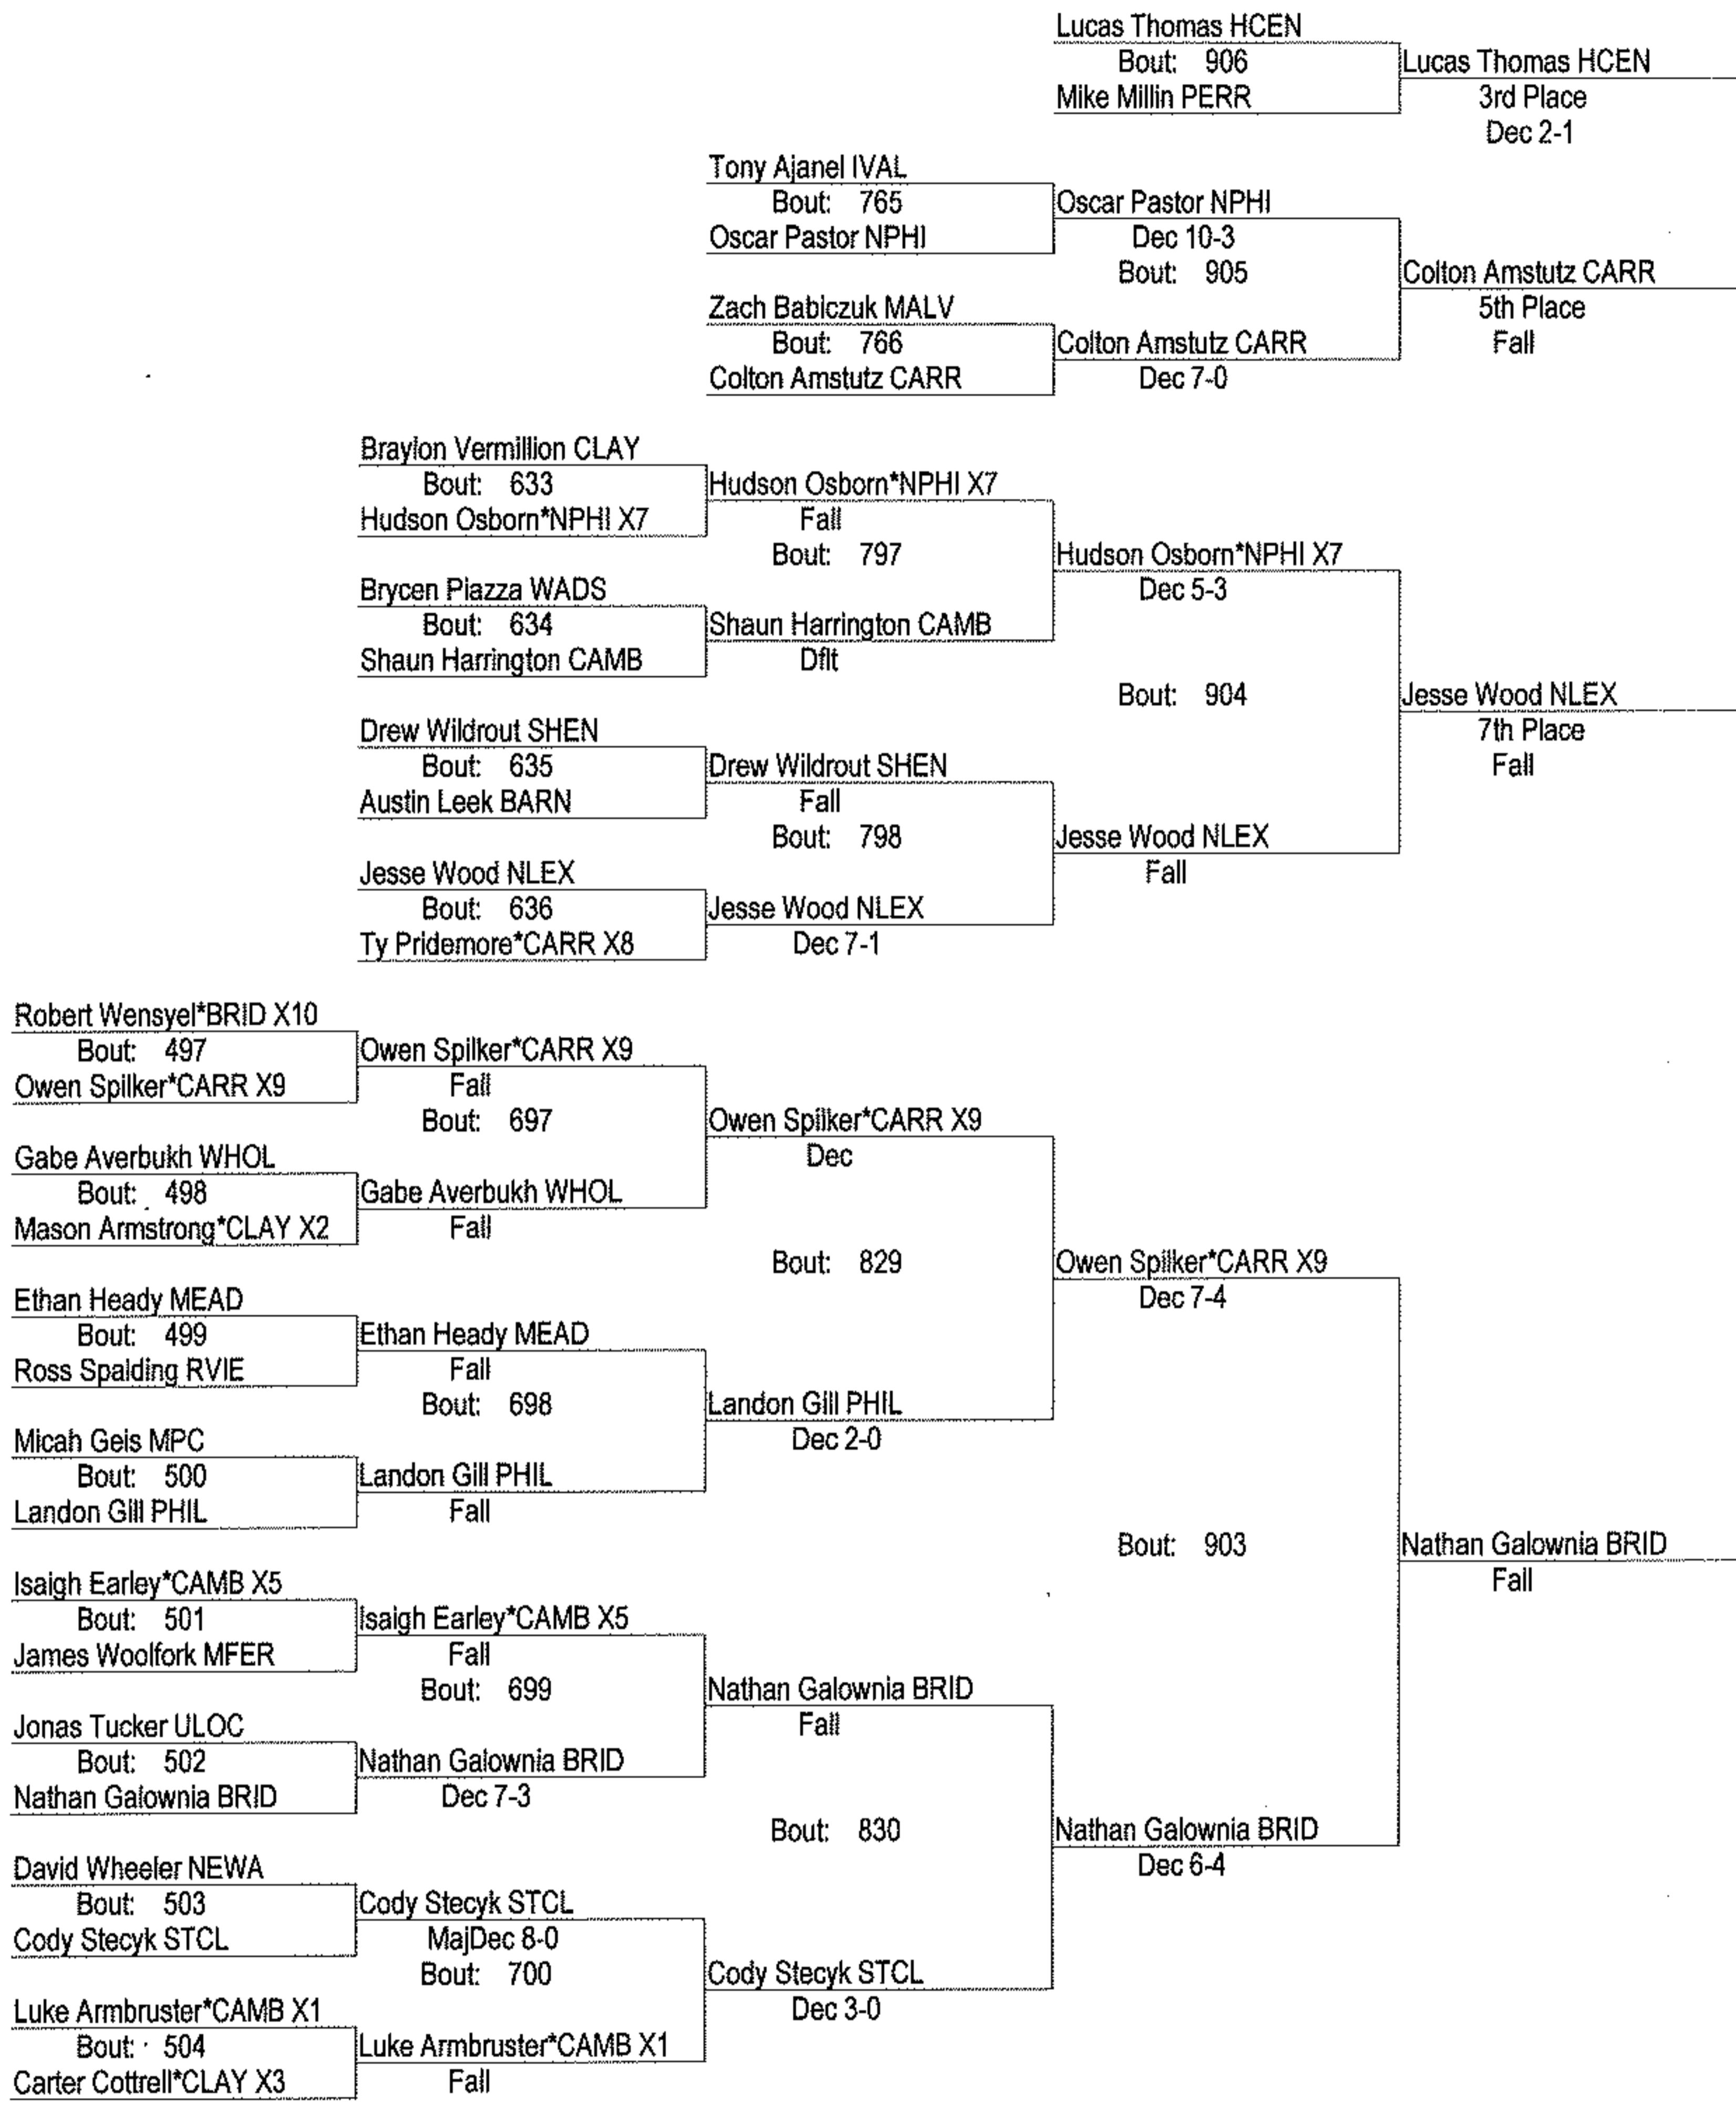 Lucas Thomas HCEN
Bout: 906
Mike Millin PERR
Lucas Thomas HCEN
3rd Place
Dec 2-1
Tony Ajanel IVAL
Bout: 765
Oscar Pastor NPHI
Oscar Pastor NPHI
Dec 10-3
Bout: 905
Zach Babiczuk MALV
Bout: 766
Colton Amstutz CARR
Colton Amstutz CARR
Dec 7-0
Colton Amstutz CARR
5th Place
Fall
Braylon Vermillion CLAY
Bout: 633
Hudson Osborn*NPHI X7
Hudson Osborn*NPHI X7
Fall
Bout: 797
Brycen Piazza WADS
Bout: 634
Shaun Harrington CAMB
Shaun Harrington CAMB
Dflt
Hudson Osborn*NPHI X7
Dec 5-3
Bout: 904
Drew Wildrout SHEN
Bout: 635
Austin Leek BARN
Drew Wildrout SHEN
Fall
Bout: 798
Jesse Wood NLEX
Bout: 636
Ty Pridemore*CARR X8
Jesse Wood NLEX
Dec 7-1
Jesse Wood NLEX
Fall
Jesse Wood NLEX
7th Place
Fall
Robert Wensyel*BRID X10
Bout: 497
Owen Spilker*CARR X9
Owen Spilker*CARR X9
Fall
Bout: 697
Gabe Averbukh WHOL
Bout: 498
Mason Armstrong*CLAY X2
Gabe Averbukh WHOL
Fall
Owen Spilker*CARR X9
Dec
Bout: 829
Ethan Heady MEAD
Bout: 499
Ross Spalding RVIE
Ethan Heady MEAD
Fall
Bout: 698
Micah Geis MPC
Bout: 500
Landon Gill PHIL
Landon Gill PHIL
Fall
Landon Gill PHIL
Dec 2-0
Owen Spilker*CARR X9
Dec 7-4
Bout: 903
Isaigh Earley*CAMB X5
Bout: 501
James Woolfork MFER
Isaigh Earley*CAMB X5
Fall
Bout: 699
Jonas Tucker ULOC
Bout: 502
Nathan Galownia BRID
Nathan Galownia BRID
Dec 7-3
Nathan Galownia BRID
Fall
Bout: 830
David Wheeler NEWA
Bout: 503
Cody Stecyk STCL
Cody Stecyk STCL
MajDec 8-0
Bout: 700
Luke Armbruster*CAMB X1
Bout: 504
Carter Cottrell*CLAY X3
Luke Armbruster*CAMB X1
Fall
Cody Stecyk STCL
Dec 3-0
Nathan Galownia BRID
Dec 6-4
Nathan Galownia BRID
Fall